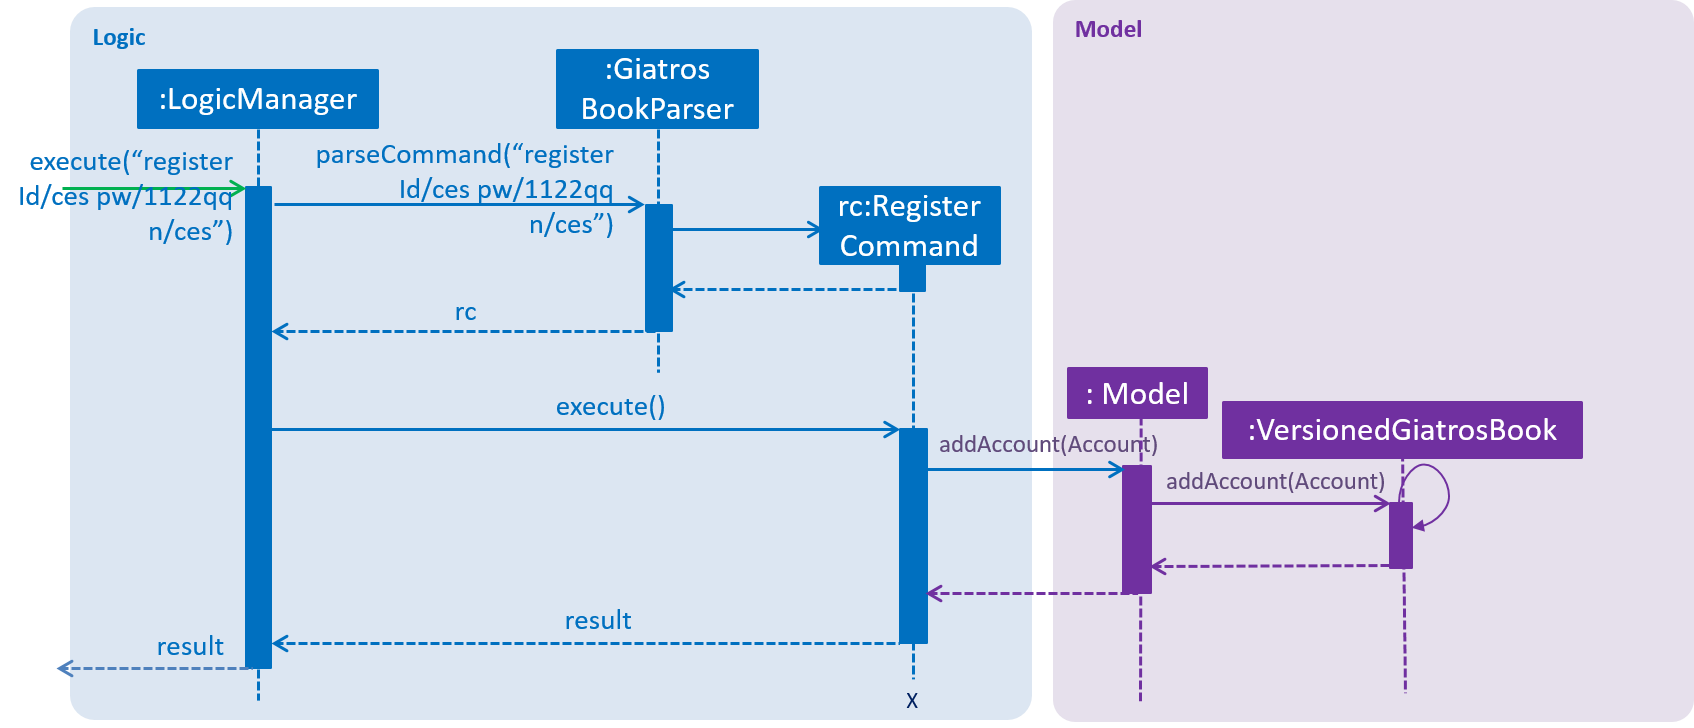 Logic
Model
:LogicManager
:Giatros
BookParser
execute(“register
Id/ces pw/1122qq
n/ces”)
parseCommand(“register
Id/ces pw/1122qq
n/ces”)
rc:Register
Command
rc
execute()
: Model
:VersionedGiatrosBook
addAccount(Account)
addAccount(Account)
result
result
X